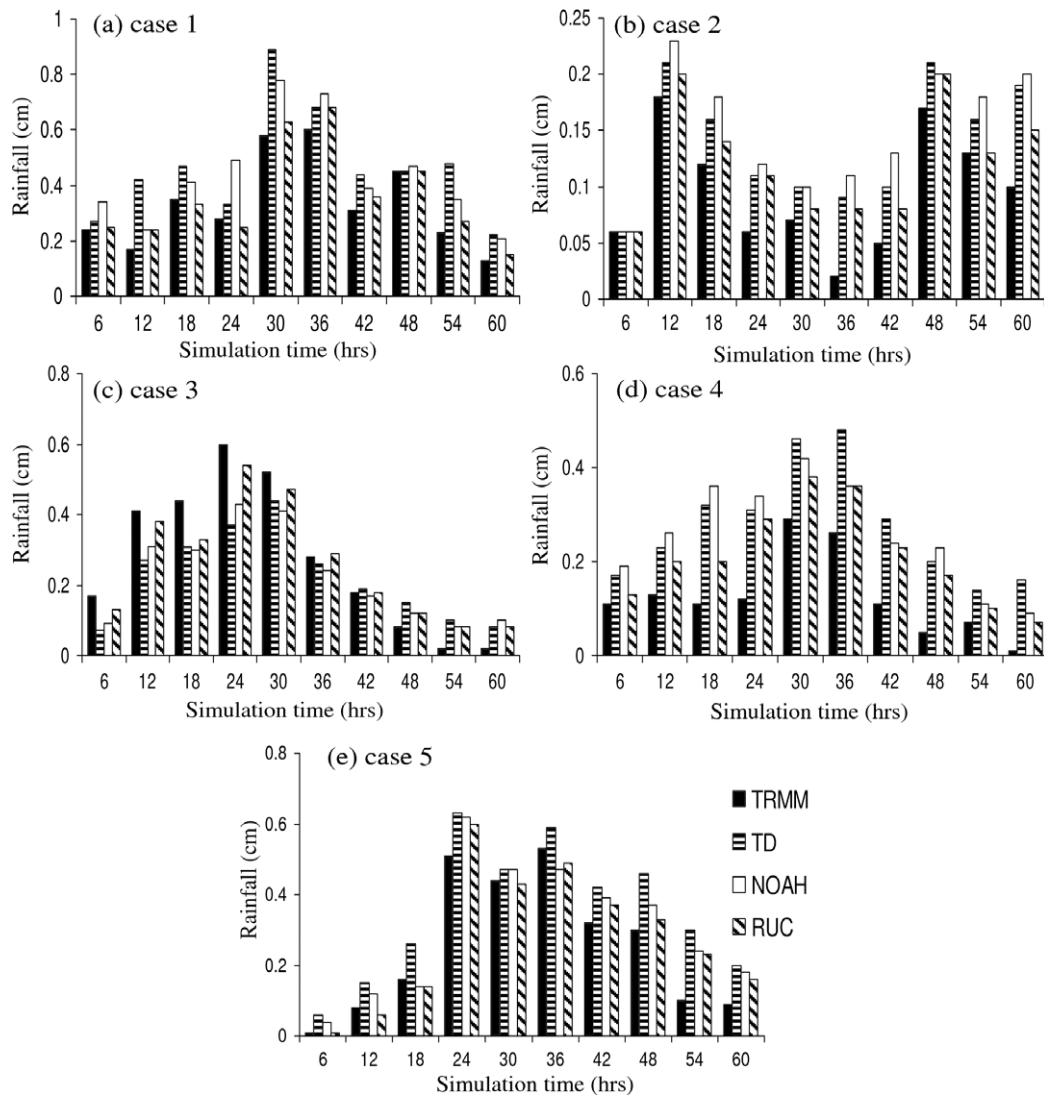 (a) case 1
Rainfall (cm)
1
0.8
0.6
0.4
0.2
0
6 12 18 24 30 36 42 48 54 60
Simulation time (hrs)
(b) case 2
Rainfall (cm)
0.25
0.2
0.15
0.1
0.05
0
6 12 18 24 30 36 42 48 54 60
Simulation time (hrs)
(c) case 3
Rainfall (cm)
0.8
0.6
0.4
0.2
0
6 12 18 24 30 36 42 48 54 60
Simulation time (hrs)
(d) case 4
Rainfall (cm)
0.6
0.4
0.2
0
6 12 18 24 30 36 42 48 54 60
Simulation time (hrs)
(e) case 5
Rainfall (cm)
0.8
0.6
0.4
0.2
0
6 12 18 24 30 36 42 48 54 60
Simulation time (hrs)
TRMM
TD
NOAH
RUC